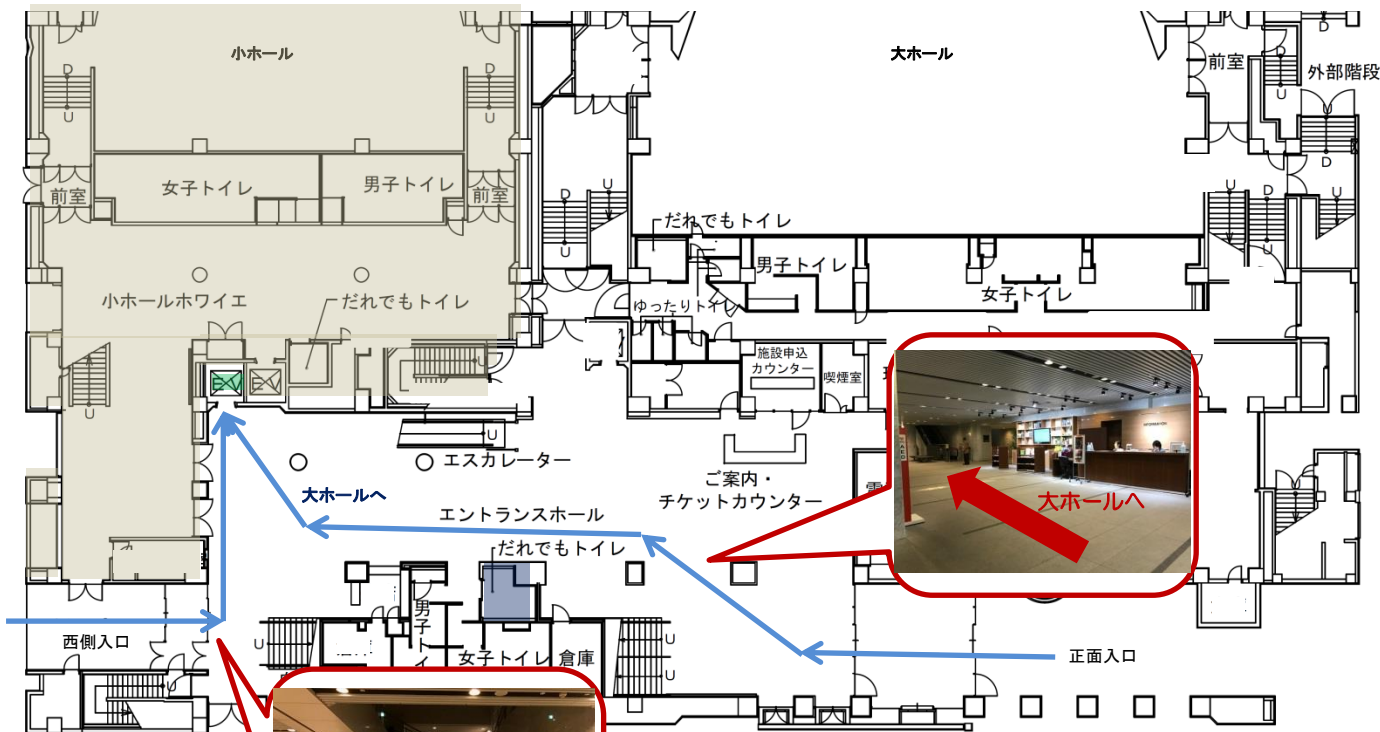 小ホール
大ホール
D
U
D
U
前室
D
U
外部階段
U
D
前室
女子トイレ
男子トイレ
前室
D
U
U
U
D
U
U
D
U
だれでもトイレ
男子トイレ
女子トイレ
ゆったりトイレ
小ホールホワイエ
だれでもトイレ
施設申込
カウンター
喫煙室
U
U
EV
EV
U
エスカレーター
ご案内・
チケットカウンター
INFORMATION
大ホールへ
大ホールへ
エントランスホール
だれでもトイレ
U
男子トイ
西側入口
U
女子トイレ
倉庫
U
U
U
正面入口